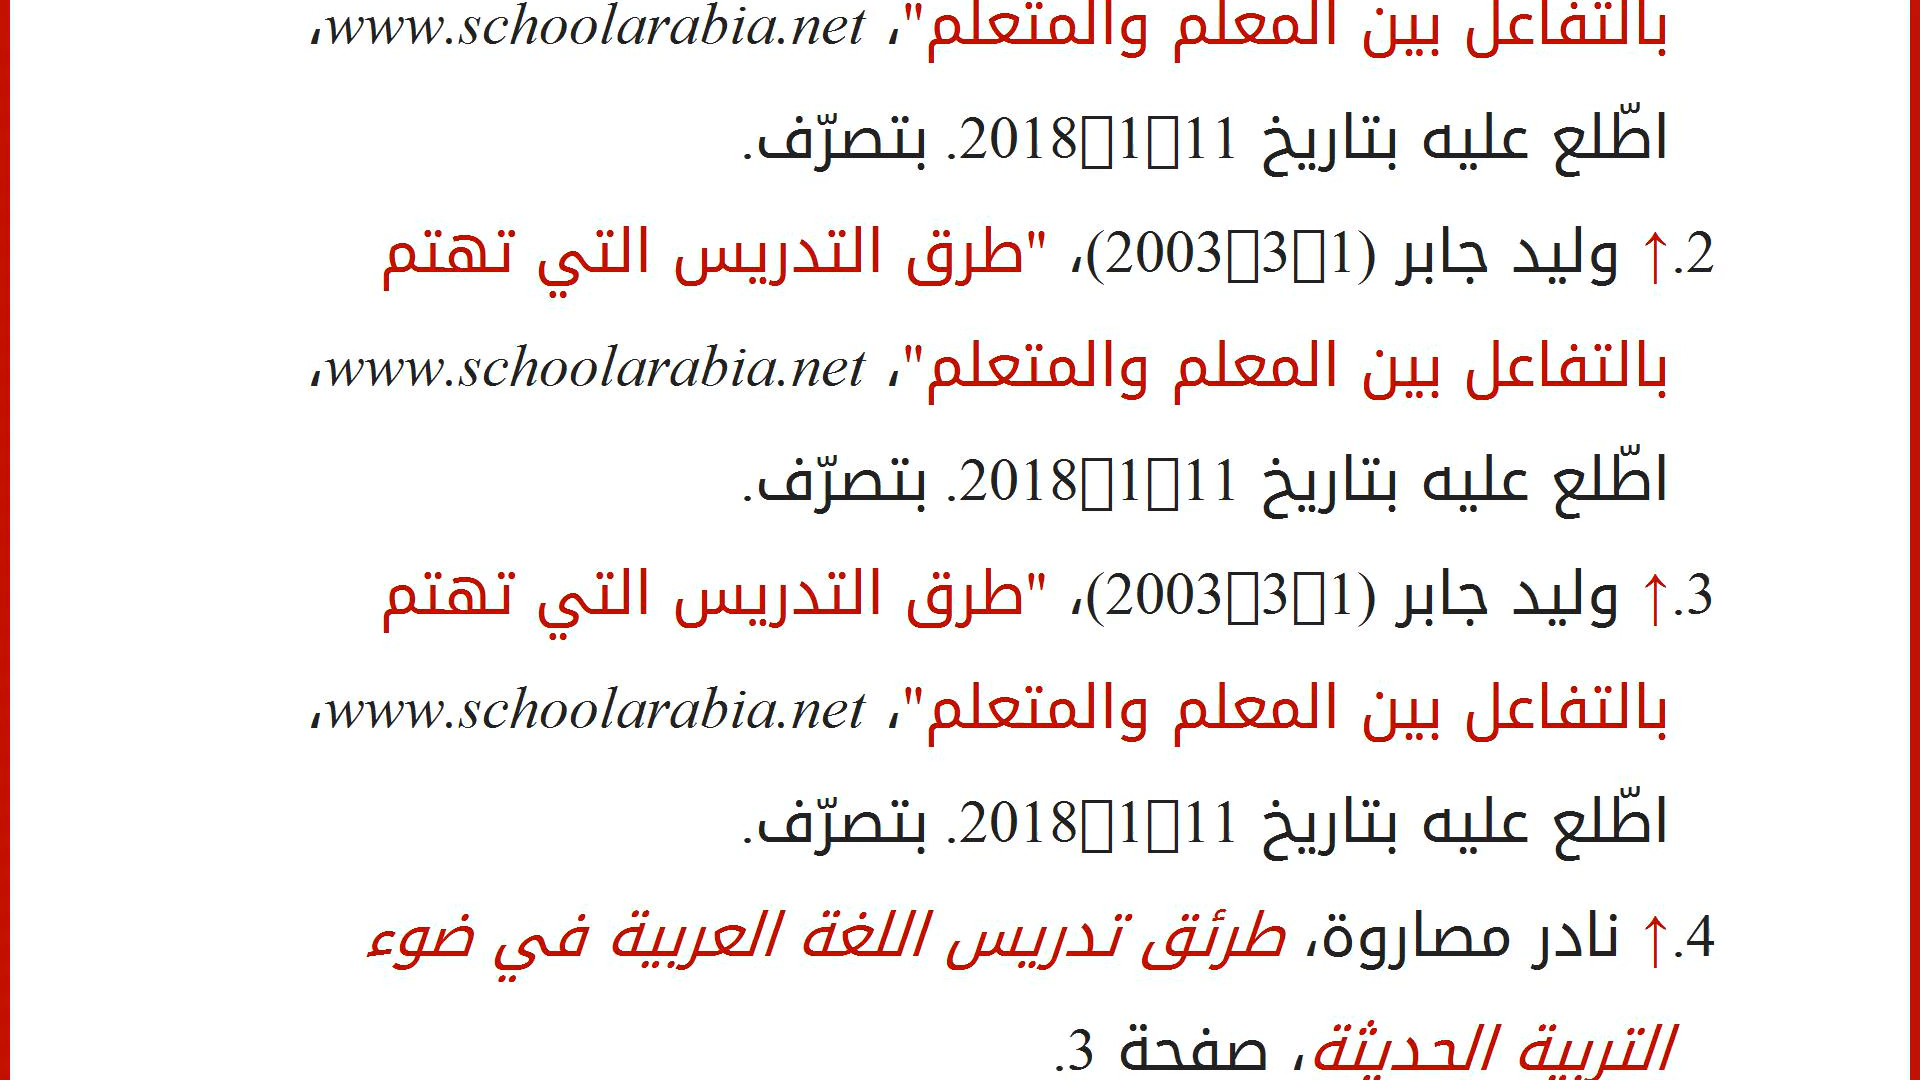 بالتفاعل بين المعلم والمتعلم"، www.schoolarabia.net،
اطّلع عليه بتاريخ 11▯1▯2018. بتصرّف.
2.↑ وليد جابر (1▯3▯2003)، "طرق التدريس التي تهتم
بالتفاعل بين المعلم والمتعلم"، www.schoolarabia.net،
اطّلع عليه بتاريخ 11▯1▯2018. بتصرّف.
3.↑ وليد جابر (1▯3▯2003)، "طرق التدريس التي تهتم
بالتفاعل بين المعلم والمتعلم"، www.schoolarabia.net،
اطّلع عليه بتاريخ 11▯1▯2018. بتصرّف.
4.↑ نادر مصاروة، طرئق تدريس اللغة العربية في ضوء
التربية الحديثة، صفحة 3.